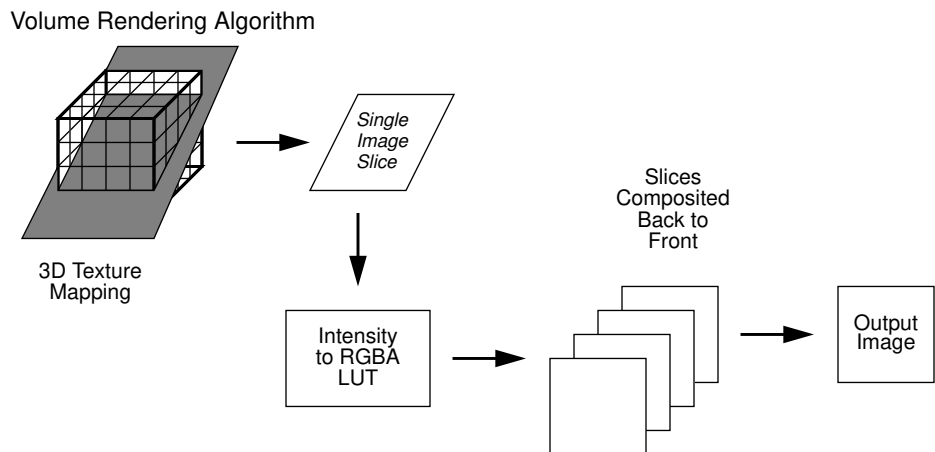 Volume Rendering Algorithm
Single
Image
Slice
3D Texture
Mapping
Intensity
to RGBA
LUT
Slices
Composited
Back to
Front
Output
Image